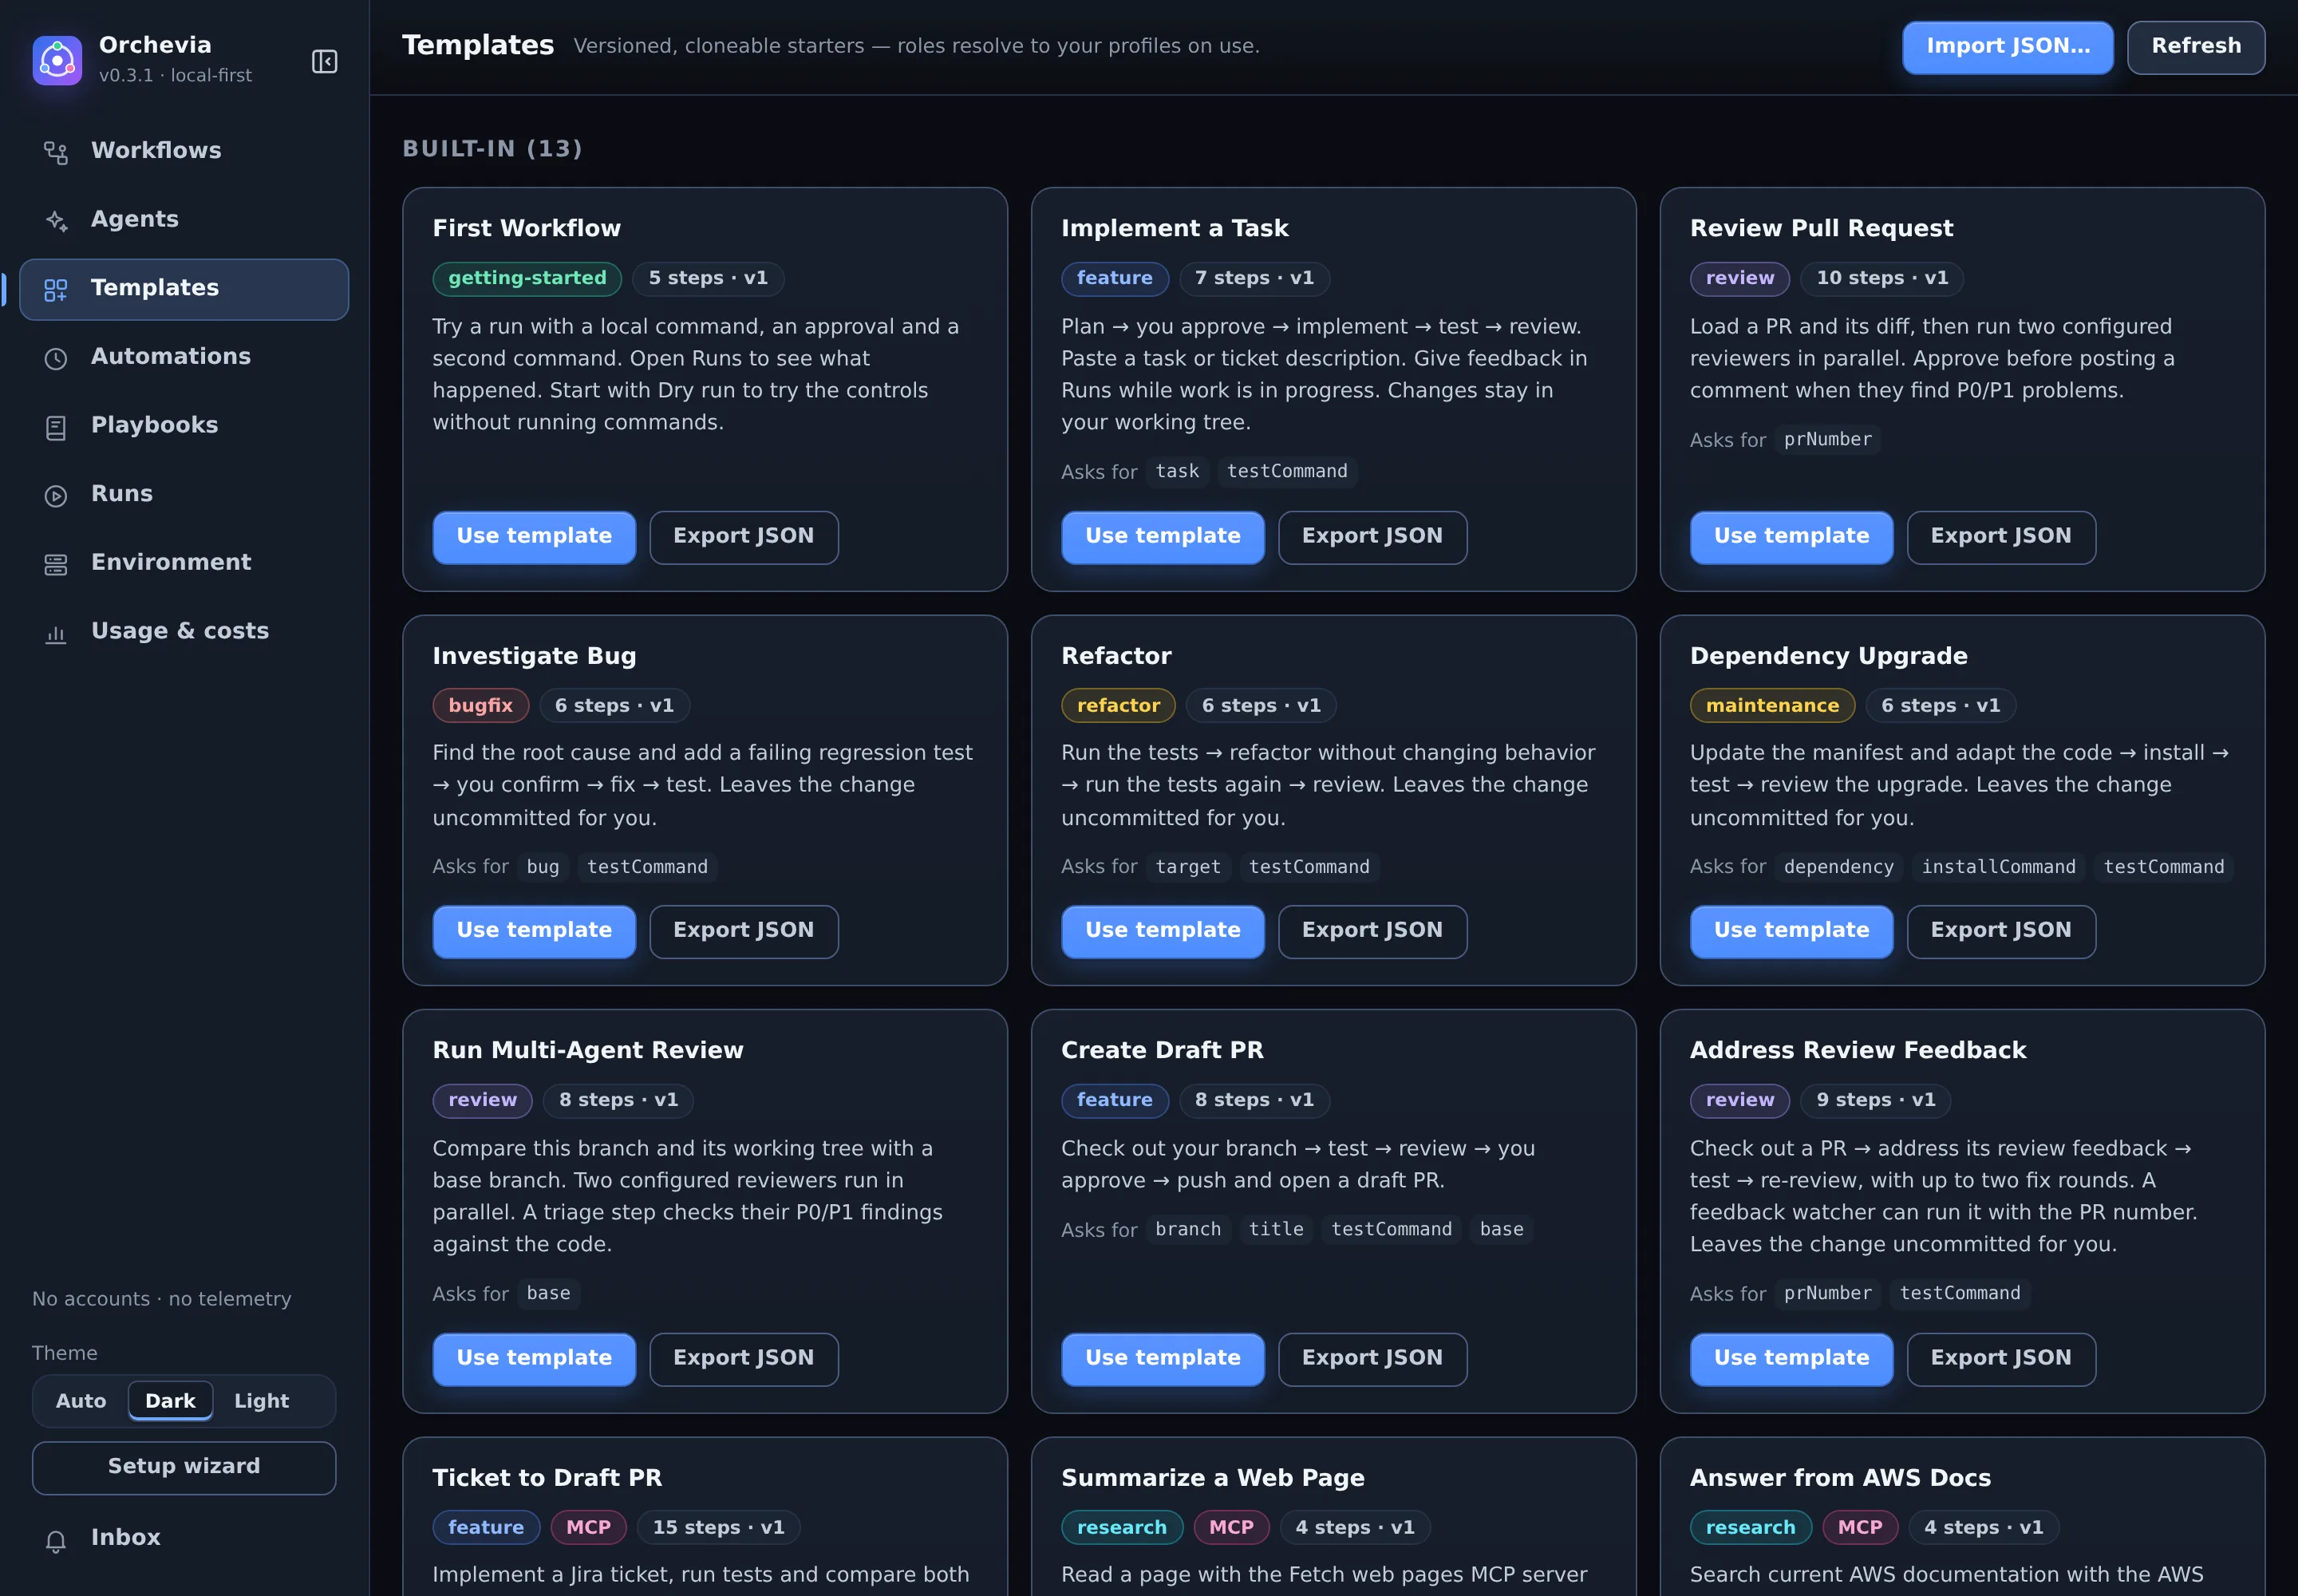 Orchevia
v0.3.1 · local-first
Workflows
Agents
Templates
Automations
Playbooks
Runs
Environment
Usage & costs
No accounts · no telemetry
Theme
Auto Dark Light
Setup wizard
Inbox
Templates Versioned, cloneable starters — roles resolve to your profiles on use.
Import JSON... Refresh
BUILT-IN (13)
First Workflow
getting-started 5 steps · v1
Try a run with a local command, an approval and a
second command. Open Runs to see what
happened. Start with Dry run to try the controls
without running commands.
Use template Export JSON
Implement a Task
feature 7 steps · v1
Plan → you approve → implement → test → review.
Paste a task or ticket description. Give feedback in
Runs while work is in progress. Changes stay in
your working tree.
Asks for task testCommand
Use template Export JSON
Review Pull Request
review 10 steps · v1
Load a PR and its diff, then run two configured
reviewers in parallel. Approve before posting a
comment when they find P0/P1 problems.
Asks for prNumber
Use template Export JSON
Investigate Bug
bugfix 6 steps · v1
Find the root cause and add a failing regression test
→ you confirm → fix → test. Leaves the change
uncommitted for you.
Asks for bug testCommand
Use template Export JSON
Refactor
refactor 6 steps · v1
Run the tests → refactor without changing behavior
→ run the tests again → review. Leaves the change
uncommitted for you.
Asks for target testCommand
Use template Export JSON
Dependency Upgrade
maintenance 6 steps · v1
Update the manifest and adapt the code → install →
test → review the upgrade. Leaves the change
uncommitted for you.
Asks for dependency installCommand testCommand
Use template Export JSON
Run Multi-Agent Review
review 8 steps · v1
Compare this branch and its working tree with a
base branch. Two configured reviewers run in
parallel. A triage step checks their P0/P1 findings
against the code.
Asks for base
Use template Export JSON
Create Draft PR
feature 8 steps · v1
Check out your branch → test → review → you
approve → push and open a draft PR.
Asks for branch title testCommand base
Use template Export JSON
Address Review Feedback
review 9 steps · v1
Check out a PR → address its review feedback →
test → re-review, with up to two fix rounds. A
feedback watcher can run it with the PR number.
Leaves the change uncommitted for you.
Asks for prNumber testCommand
Use template Export JSON
Ticket to Draft PR
feature MCP 15 steps · v1
Implement a Jira ticket, run tests and compare both
Summarize a Web Page
research MCP 4 steps · v1
Read a page with the Fetch web pages MCP server
Answer from AWS Docs
research MCP 4 steps · v1
Search current AWS documentation with the AWS